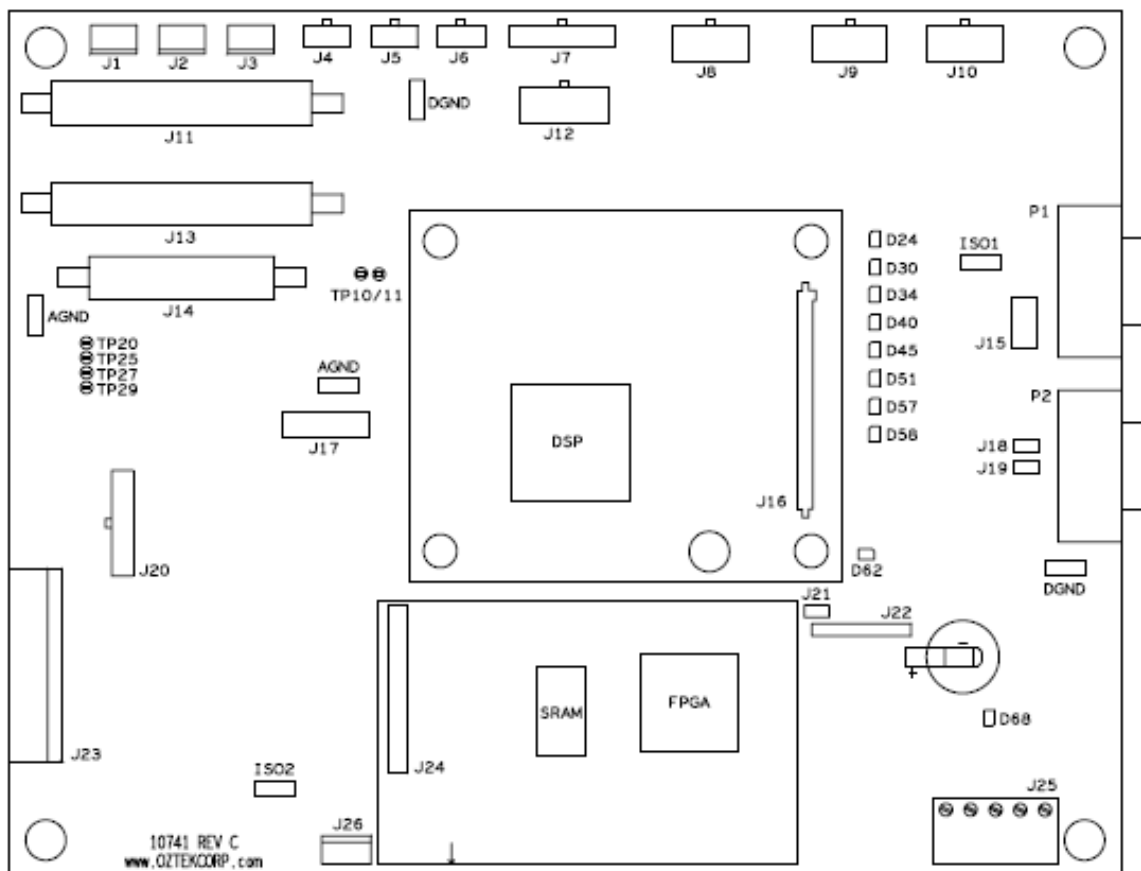 J1
J2
J3
J4
J5
J6
J7
J8
J9
J10
J11
DGND
J12
J13
P1
D24
ISO1
D30
J14
TP10/11
D34
AGND
D40
J15
TP20
TP25
TP27
TP29
D45
AGND
D51
P2
D57
J17
DSP
D58
J18
J19
J16
J20
D62
DGND
J21
J22
-
+
SRAM
FPGA
D68
J23
J24
ISO2
J25
J26
10741 REV C
www.OZTEKCORP.com